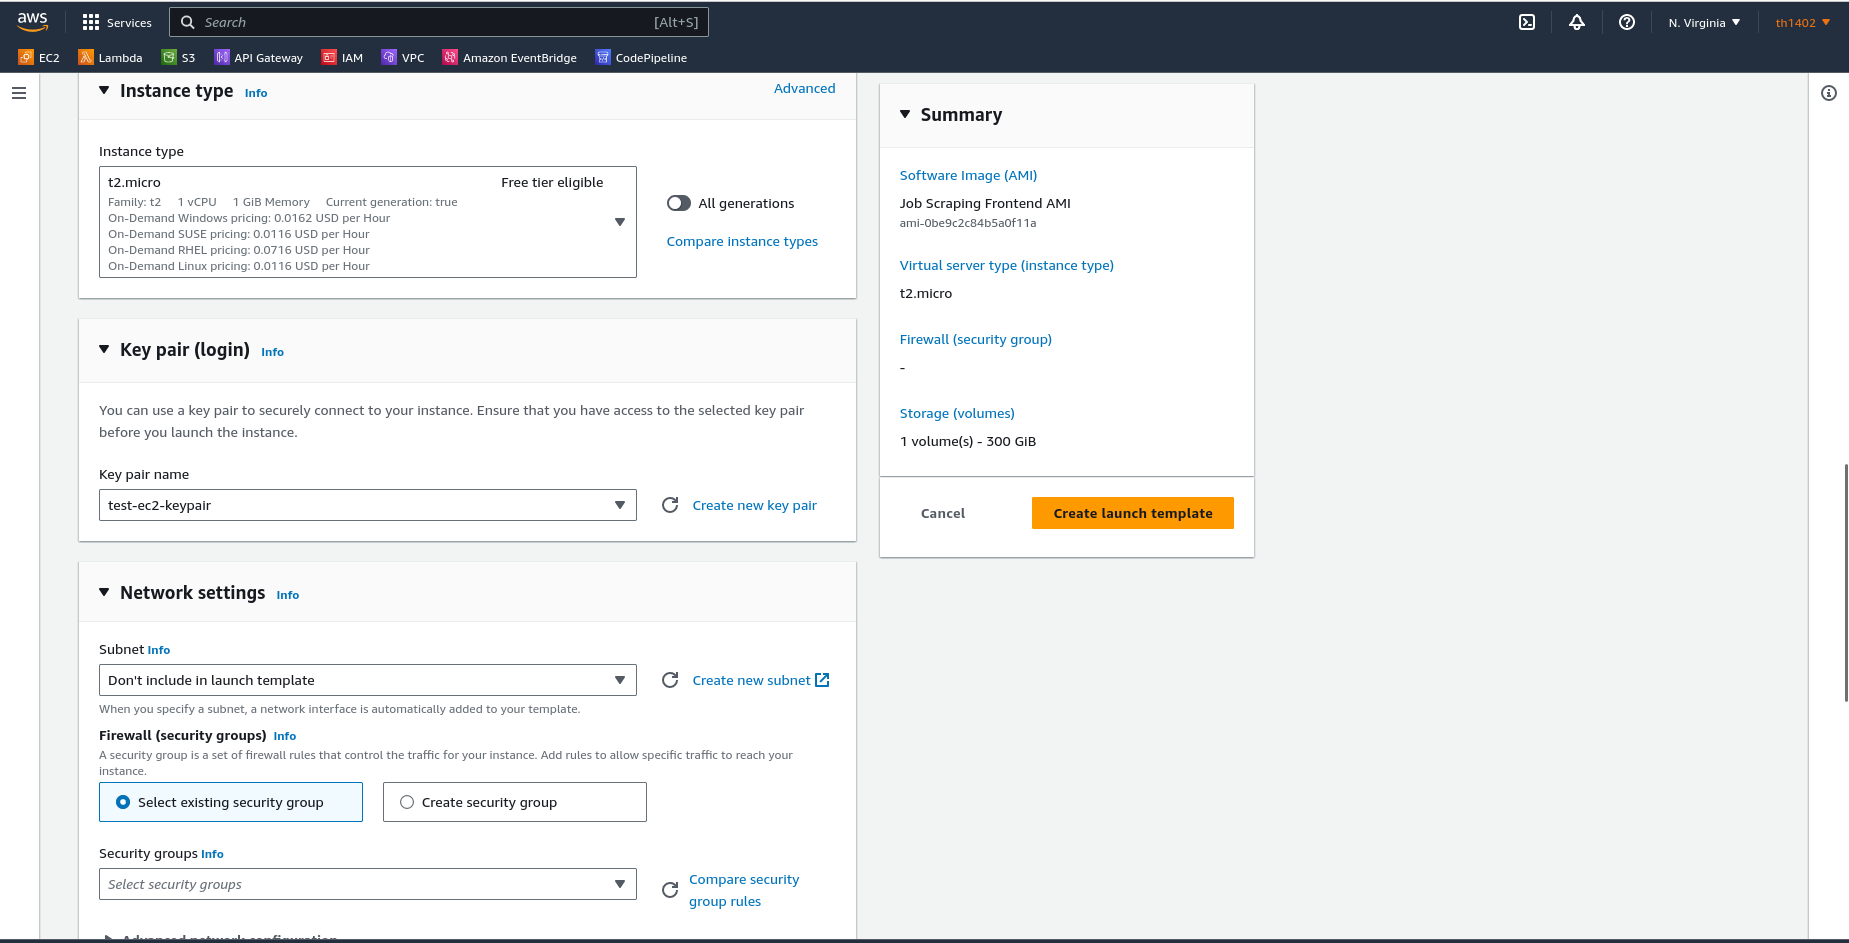 aws
Services
Search
[Alt+S]
N. Virginia
th1402
EC2
Lambda
S3
API Gateway
IAM
VPC
Amazon EventBridge
CodePipeline
Instance type Info
Advanced
Instance type
t2.micro
Free tier eligible
Family: t2 1 vCPU 1 GiB Memory Current generation: true
On-Demand Windows pricing: 0.0162 USD per Hour
On-Demand SUSE pricing: 0.0116 USD per Hour
On-Demand RHEL pricing: 0.0716 USD per Hour
On-Demand Linux pricing: 0.0116 USD per Hour
All generations
Compare instance types
Key pair (login) Info
You can use a key pair to securely connect to your instance. Ensure that you have access to the selected key pair
before you launch the instance.
Key pair name
test-ec2-keypair
Create new key pair
Network settings Info
Subnet Info
Don't include in launch template
Create new subnet
When you specify a subnet, a network interface is automatically added to your template.
Firewall (security groups) Info
A security group is a set of firewall rules that control the traffic for your instance. Add rules to allow specific traffic to reach your
instance.
Select existing security group
Create security group
Security groups Info
Select security groups
Compare security
group rules
Advanced network configuration
Summary
Software Image (AMI)
Job Scraping Frontend AMI
ami-0be9c2c84b5a0f11a
Virtual server type (instance type)
t2.micro
Firewall (security group)
-
Storage (volumes)
1 volume(s) - 300 GiB
Cancel
Create launch template